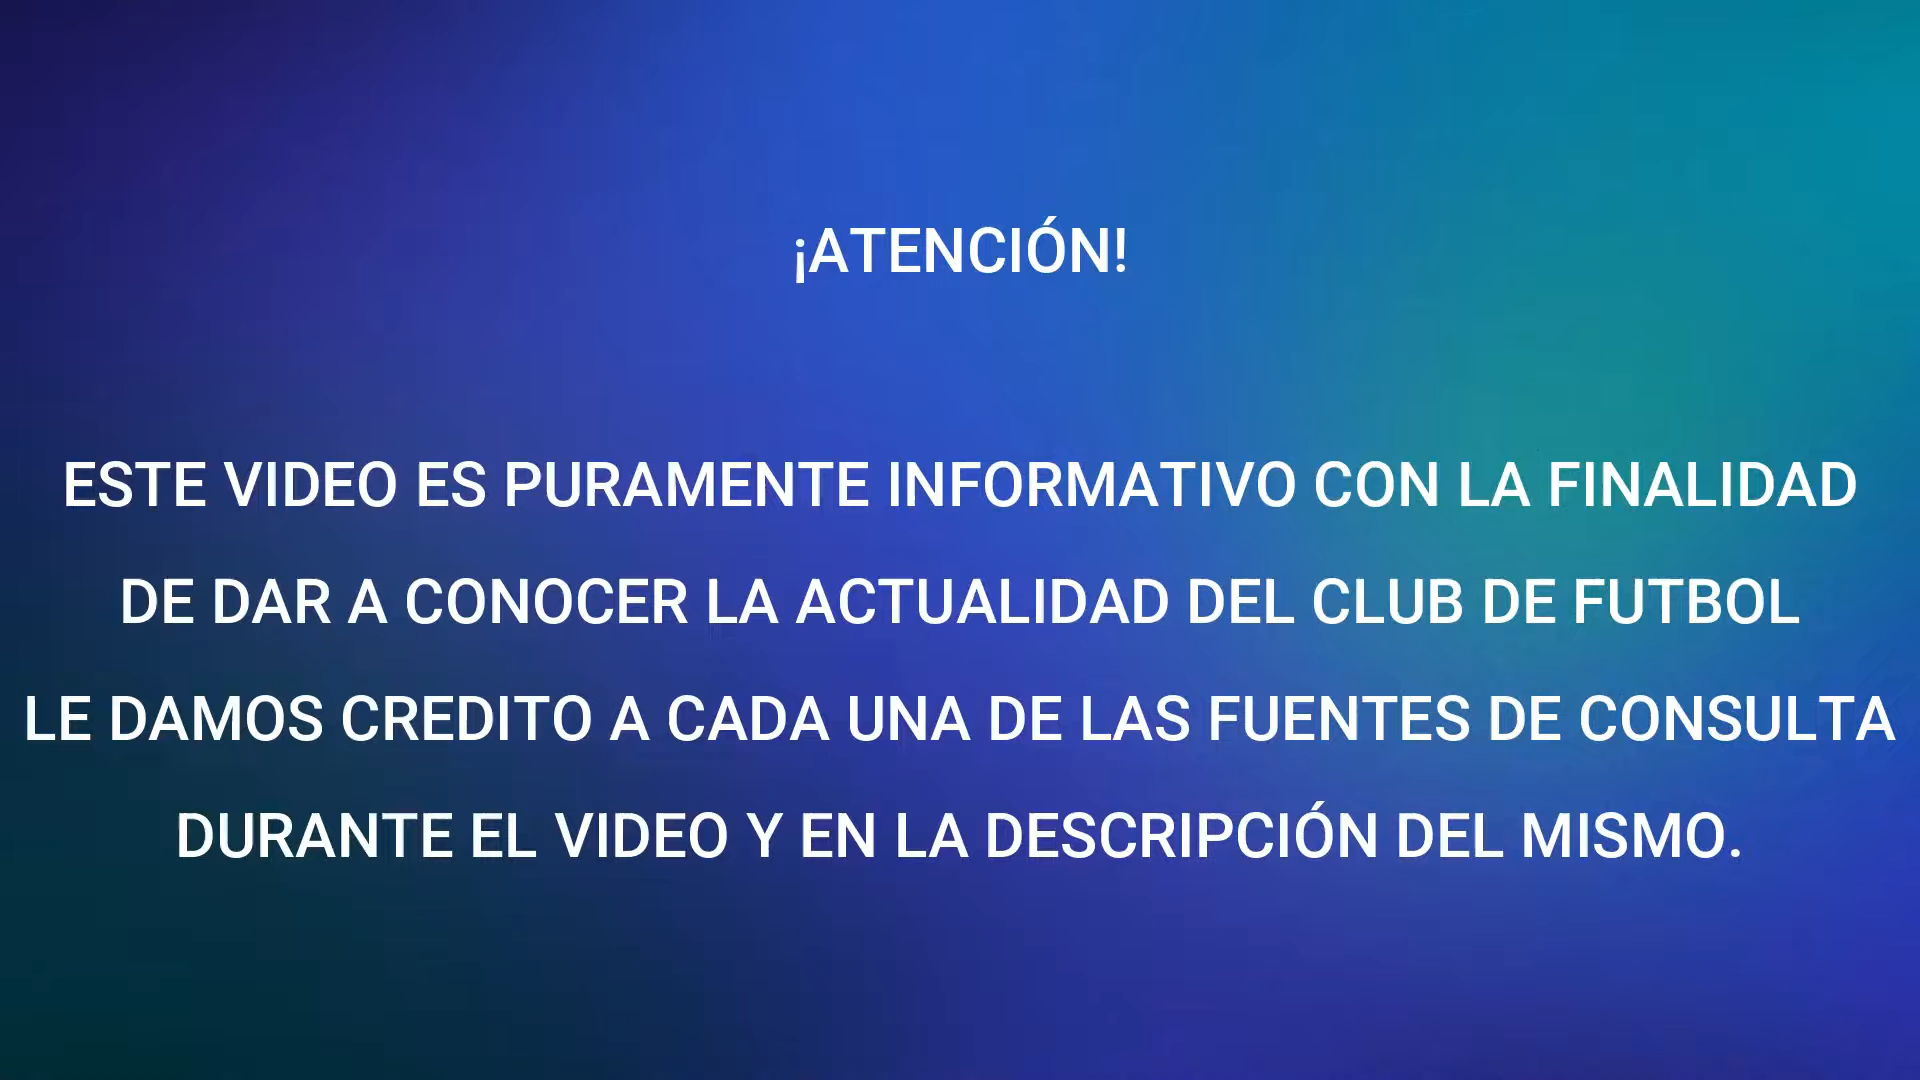 ¡ATENCIÓN!
ESTE VIDEO ES PURAMENTE INFORMATIVO CON LA FINALIDAD
DE DAR A CONOCER LA ACTUALIDAD DEL CLUB DE FUTBOL
LE DAMOS CREDITO A CADA UNA DE LAS FUENTES DE CONSULTA
DURANTE EL VIDEO Y EN LA DESCRIPCIÓN DEL MISMO.